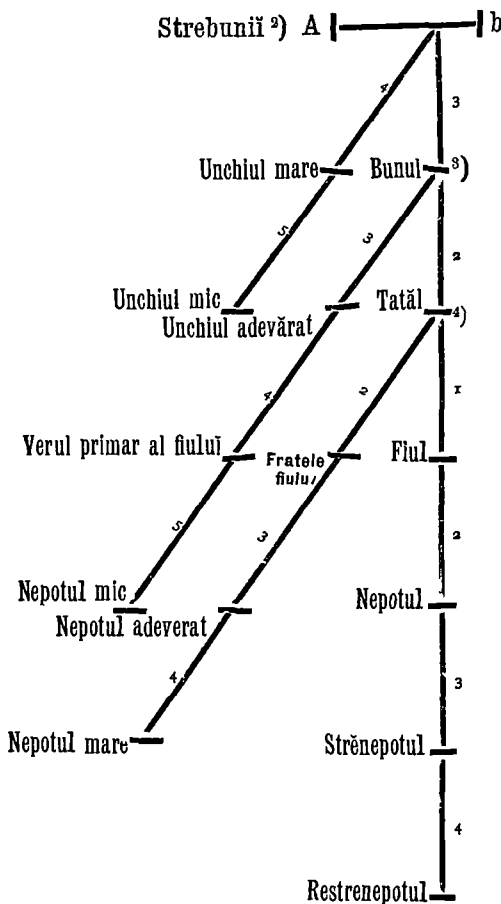 Strebuniĭ ²) A b
4
3
Unchiul mare Bunul ³)
5
3
2
Unchiul mic
Unchiul adevărat
Tatăl ⁴)
4
2
1
Verul primar al fiuluĭ
Fratele
fiuluĭ
Fiul
5
3
2
Nepotul mic
Nepotul adeverat
Nepotul
4
3
Nepotul mare
Strĕnepotul
4
Restrenepotul